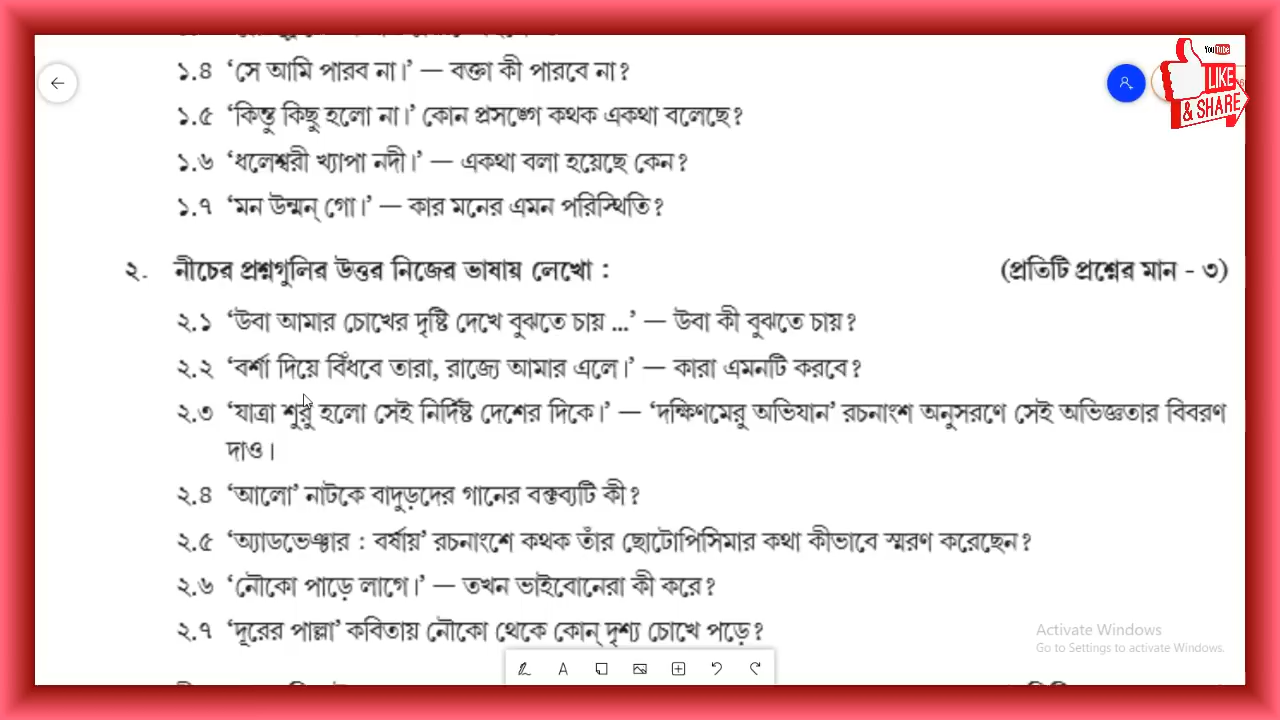 ১.৪ ‘সে আমি পারব না।’ — বক্তা কী পারবে না?
YouTube
LIKE
& SHARE
১.৫ ‘কিন্তু কিছু হলো না।’ কোন প্রসঙ্গে কথক একথা বলেছে?
১.৬ ‘ধলেশ্বরী খ্যাপা নদী।’ — একথা বলা হয়েছে কেন?
১.৭ ‘মন উন্মন্ গো।’ — কার মনের এমন পরিস্থিতি?
২. নীচের প্রশ্নগুলির উত্তর নিজের ভাষায় লেখো : (প্রতিটি প্রশ্নের মান - ৩)
২.১ ‘উবা আমার চোখের দৃষ্টি দেখে বুঝতে চায় ...’ — উবা কী বুঝতে চায়?
২.২ ‘বর্শা দিয়ে বিঁধবে তারা, রাজ্যে আমার এলে।’ — কারা এমনটি করবে?
২.৩ ‘যাত্রা শুরু হলো সেই নির্দিষ্ট দেশের দিকে।’ — ‘দক্ষিণমেরু অভিযান’ রচনাংশ অনুসরণে সেই অভিজ্ঞতার বিবরণ
দাও।
২.৪ ‘আলো’ নাটকে বাদুড়দের গানের বক্তব্যটি কী?
২.৫ ‘অ্যাডভেঞ্চার : বর্ষায়’ রচনাংশে কথক তাঁর ছোটোপিসিমার কথা কীভাবে স্মরণ করেছেন?
২.৬ ‘নৌকো পাড়ে লাগে।’ — তখন ভাইবোনেরা কী করে?
২.৭ ‘দূরের পাল্লা’ কবিতায় নৌকো থেকে কোন্ দৃশ্য চোখে পড়ে?
Activate Windows
Go to Settings to activate Windows.